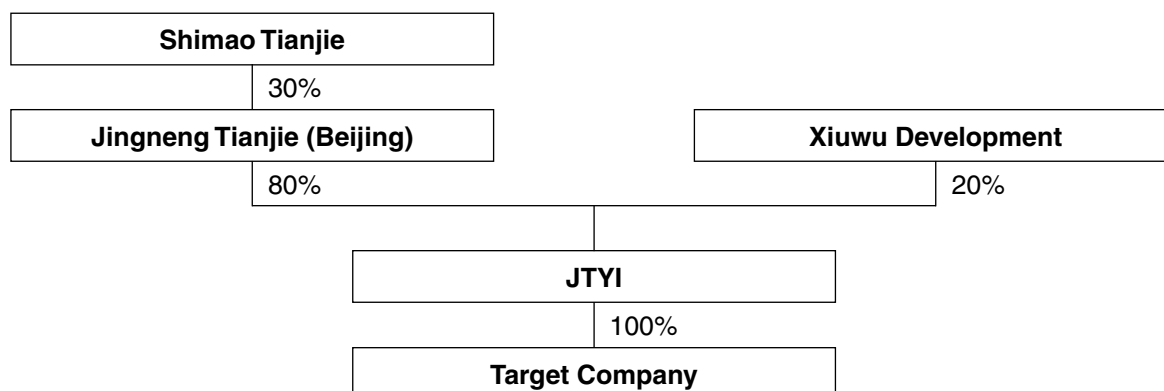 Shimao Tianjie
30%
Jingneng Tianjie (Beijing)
Xiuwu Development
80%
20%
JTYI
100%
Target Company